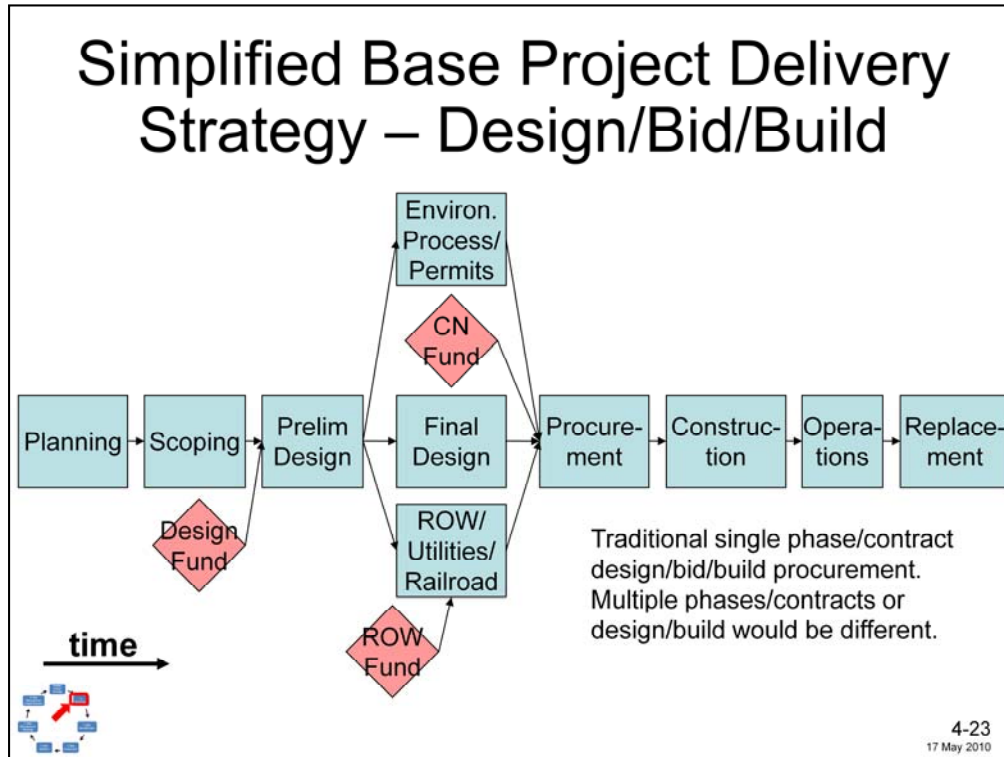 Simplified Base Project Delivery
Strategy – Design/Bid/Build
Environ.
Process/
Permits
CN
Fund
Planning
Scoping
Prelim
Design
Final
Design
Procure-
ment
Construc-
tion
Opera-
tions
Replace-
ment
Design
Fund
ROW/
Utilities/
Railroad
ROW
Fund
Traditional single phase/contract
design/bid/build procurement.
Multiple phases/contracts or
design/build would be different.
time
4-23
17 May 2010